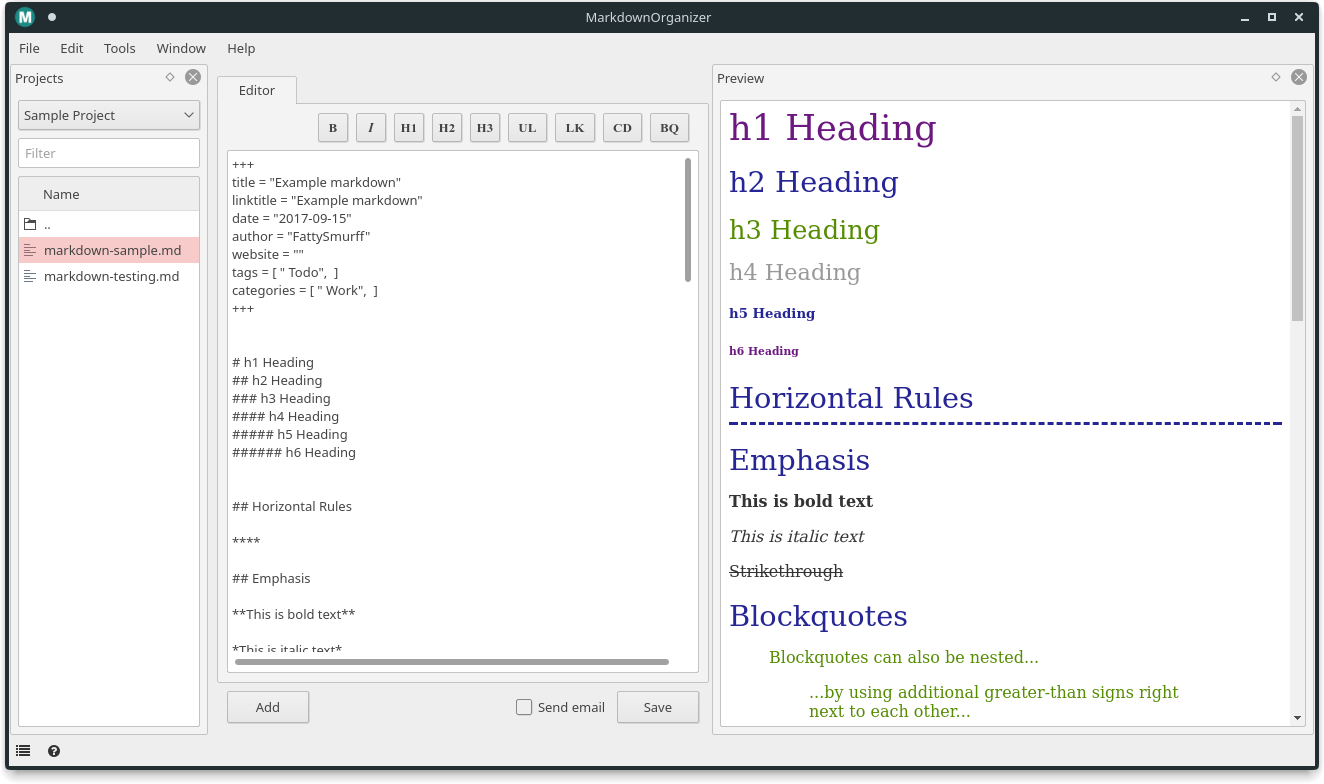 M MarkdownOrganizer
File Edit Tools Window Help
Projects
Sample Project
Filter
Name
..
markdown-sample.md
markdown-testing.md
Editor
B I H1 H2 H3 UL LK CD BQ
+++
title = "Example markdown"
linktitle = "Example markdown"
date = "2017-09-15"
author = "FattySmurff"
website = ""
tags = [ " Todo",  ]
categories = [ " Work",  ]
+++
# h1 Heading
## h2 Heading
### h3 Heading
#### h4 Heading
##### h5 Heading
###### h6 Heading
## Horizontal Rules
****
## Emphasis
**This is bold text**
*This is italic text*
Add
Send email
Save
Preview
h1 Heading
h2 Heading
h3 Heading
h4 Heading
h5 Heading
h6 Heading
Horizontal Rules
Emphasis
This is bold text
This is italic text
Strikethrough
Blockquotes
Blockquotes can also be nested...
...by using additional greater-than signs right
next to each other...
?